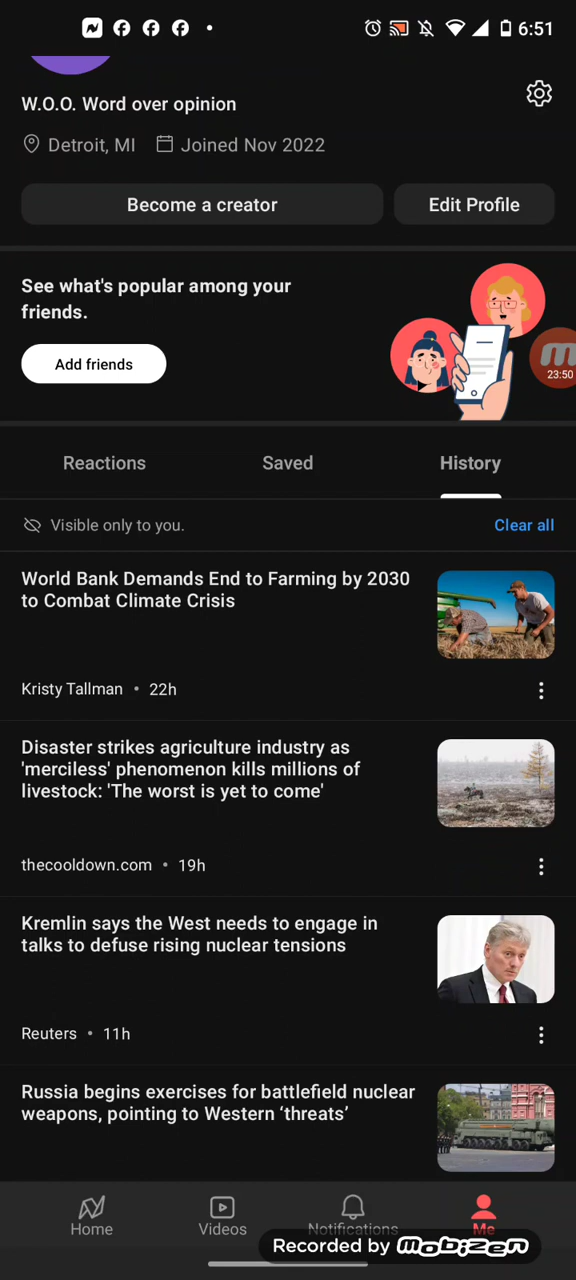 6:51
W.O.O. Word over opinion
Detroit, MI Joined Nov 2022
Become a creator Edit Profile
See what's popular among your
friends.
Add friends
23:50
Reactions Saved History
Visible only to you. Clear all
World Bank Demands End to Farming by 2030
to Combat Climate Crisis
Kristy Tallman • 22h
Disaster strikes agriculture industry as
'merciless' phenomenon kills millions of
livestock: 'The worst is yet to come'
thecooldown.com • 19h
Kremlin says the West needs to engage in
talks to defuse rising nuclear tensions
Reuters • 11h
Russia begins exercises for battlefield nuclear
weapons, pointing to Western ‘threats’
Home Videos Notifications Me
Recorded by mobizen